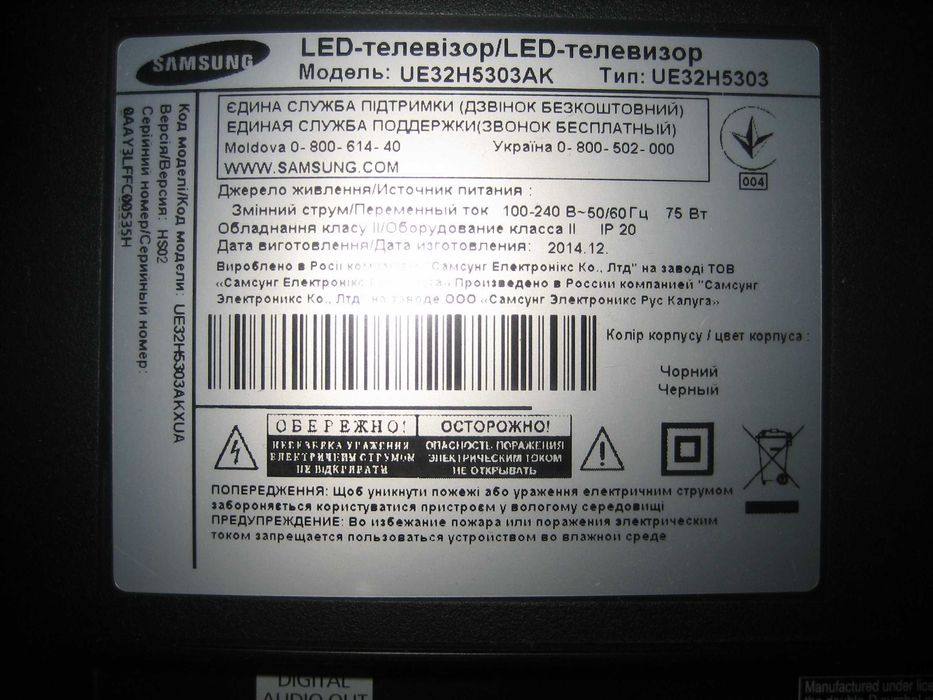 SAMSUNG
LED-телевізор/LED-телевизор
Модель: UE32H5303AK Тип: UE32H5303
ЄДИНА СЛУЖБА ПІДТРИМКИ (ДЗВІНОК БЕЗКОШТОВНИЙ)
ЕДИНАЯ СЛУЖБА ПОДДЕРЖКИ(ЗВОНОК БЕСПЛАТНЫЙ)
Moldova 0- 800- 614- 40 Україна 0- 800- 502- 000
WWW.SAMSUNG.COM
004
Джерело живлення/Источник питания :
Змінний струм/Переменный ток 100-240 В~50/60 Гц 75 Вт
Обладнання класу II/Оборудование класса II IP 20
Дата виготовлення/Дата изготовления: 2014.12.
Вироблено в Росії "Самсунг Електронікс Ко., Лтд" на заводі ТОВ
«Самсунг Електронікс Произведено в России компанией "Самсунг
Электроникс Ко., Лтд на заводе ООО «Самсунг Электроникс Рус Калуга»
Колір корпусу / цвет корпуса :
Чорний
Черный
ОБЕРЕЖНО!
НЕБЕЗПЕКА УРАЖЕННЯ
ЕЛЕКТРИЧНИМ СТРУМОМ
НЕ ВІДКРИВАТИ
ОСТОРОЖНО!
ОПАСНОСТЬ ПОРАЖЕНИЯ
ЭЛЕКТРИЧЕСКИМ ТОКОМ
НЕ ОТКРЫВАТЬ
ПОПЕРЕДЖЕННЯ: Щоб уникнути пожежі або ураження електричним струмом
забороняється користуватися пристроєм у вологому середовищі
ПРЕДУПРЕЖДЕНИЕ: Во избежание пожара или поражения электрическим
током запрещается пользоваться устройством во влажной среде
Код моделі/Код модели: UE32H5303AKXUA
Версія/Версия: HS02
Серійний номер/Серийный номер:
0AAY3LFFC00535H
DIGITAL
AUDIO OUT
Manufactured under